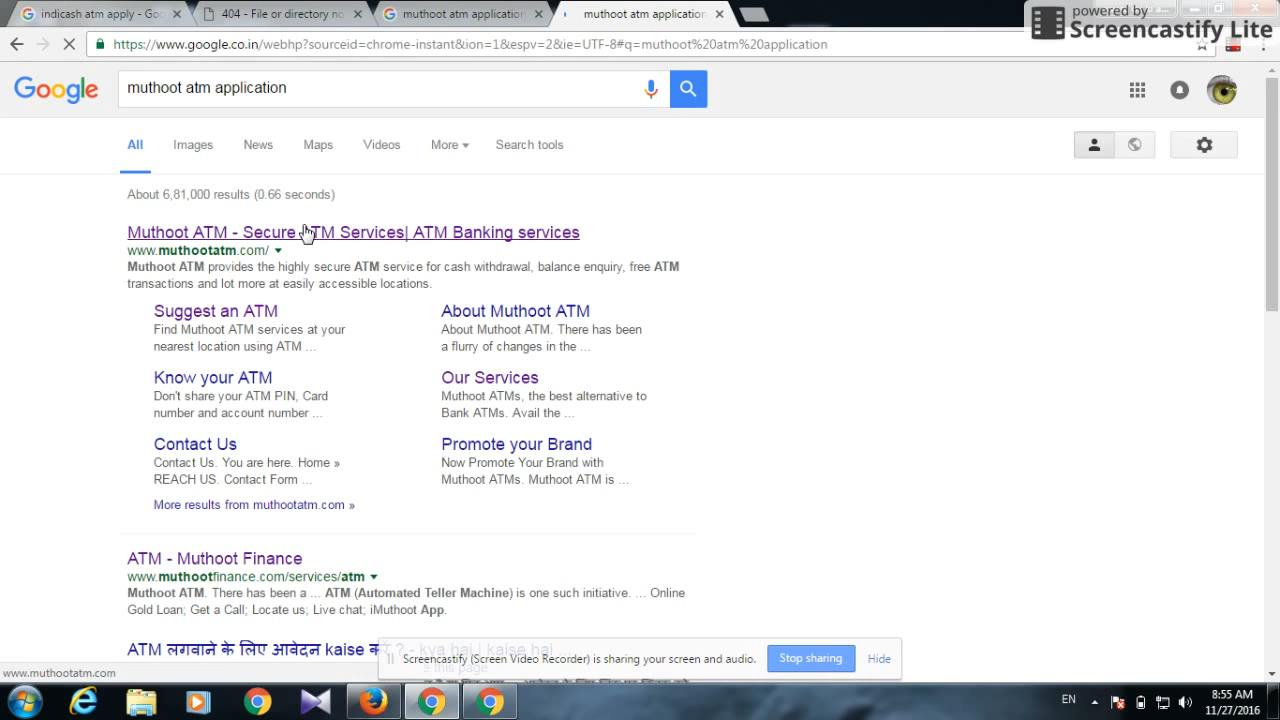 indicash atm apply - Go
404 - File or directory no
muthoot atm application
muthoot atm application
powered by
Screencastify Lite
https://www.google.co.in/webhp?sourceid=chrome-instant&ion=1&espv=2&ie=UTF-8#q=muthoot%20atm%20application
Google
muthoot atm application
All
Images
News
Maps
Videos
More
Search tools
About 6,81,000 results (0.66 seconds)
Muthoot ATM - Secure ATM Services| ATM Banking services
www.muthootatm.com/
Muthoot ATM provides the highly secure ATM service for cash withdrawal, balance enquiry, free ATM
transactions and lot more at easily accessible locations.
Suggest an ATM
Find Muthoot ATM services at your
nearest location using ATM ...
About Muthoot ATM
About Muthoot ATM. There has been
a flurry of changes in the ...
Know your ATM
Don't share your ATM PIN, Card
number and account number ...
Our Services
Muthoot ATMs, the best alternative to
Bank ATMs. Avail the ...
Contact Us
Contact Us. You are here. Home »
REACH US. Contact Form ...
Promote your Brand
Now Promote Your Brand with
Muthoot ATMs. Muthoot ATM is ...
More results from muthootatm.com »
ATM - Muthoot Finance
www.muthootfinance.com/services/atm
Muthoot ATM. There has been a ... ATM (Automated Teller Machine) is one such initiative. ... Online
Gold Loan; Get a Call; Locate us; Live chat; iMuthoot App.
ATM लगवाने के लिए आवेदन kaise करे ? - kya hai | kaise hai
Screencastify (Screen Video Recorder) is sharing your screen and audio.
Stop sharing
Hide
www.muthootatm.com
EN
8:55 AM
11/27/2016